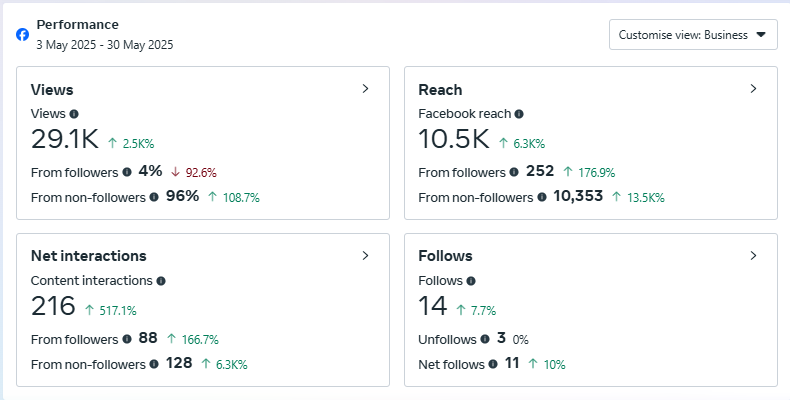 Performance
3 May 2025 - 30 May 2025
Customise view: Business
Views
Views
29.1K ↑ 2.5K%
From followers 4% ↓ 92.6%
From non-followers 96% ↑ 108.7%
Reach
Facebook reach
10.5K ↑ 6.3K%
From followers 252 ↑ 176.9%
From non-followers 10,353 ↑ 13.5K%
Net interactions
Content interactions
216 ↑ 517.1%
From followers 88 ↑ 166.7%
From non-followers 128 ↑ 6.3K%
Follows
Follows
14 ↑ 7.7%
Unfollows 3 0%
Net follows 11 ↑ 10%